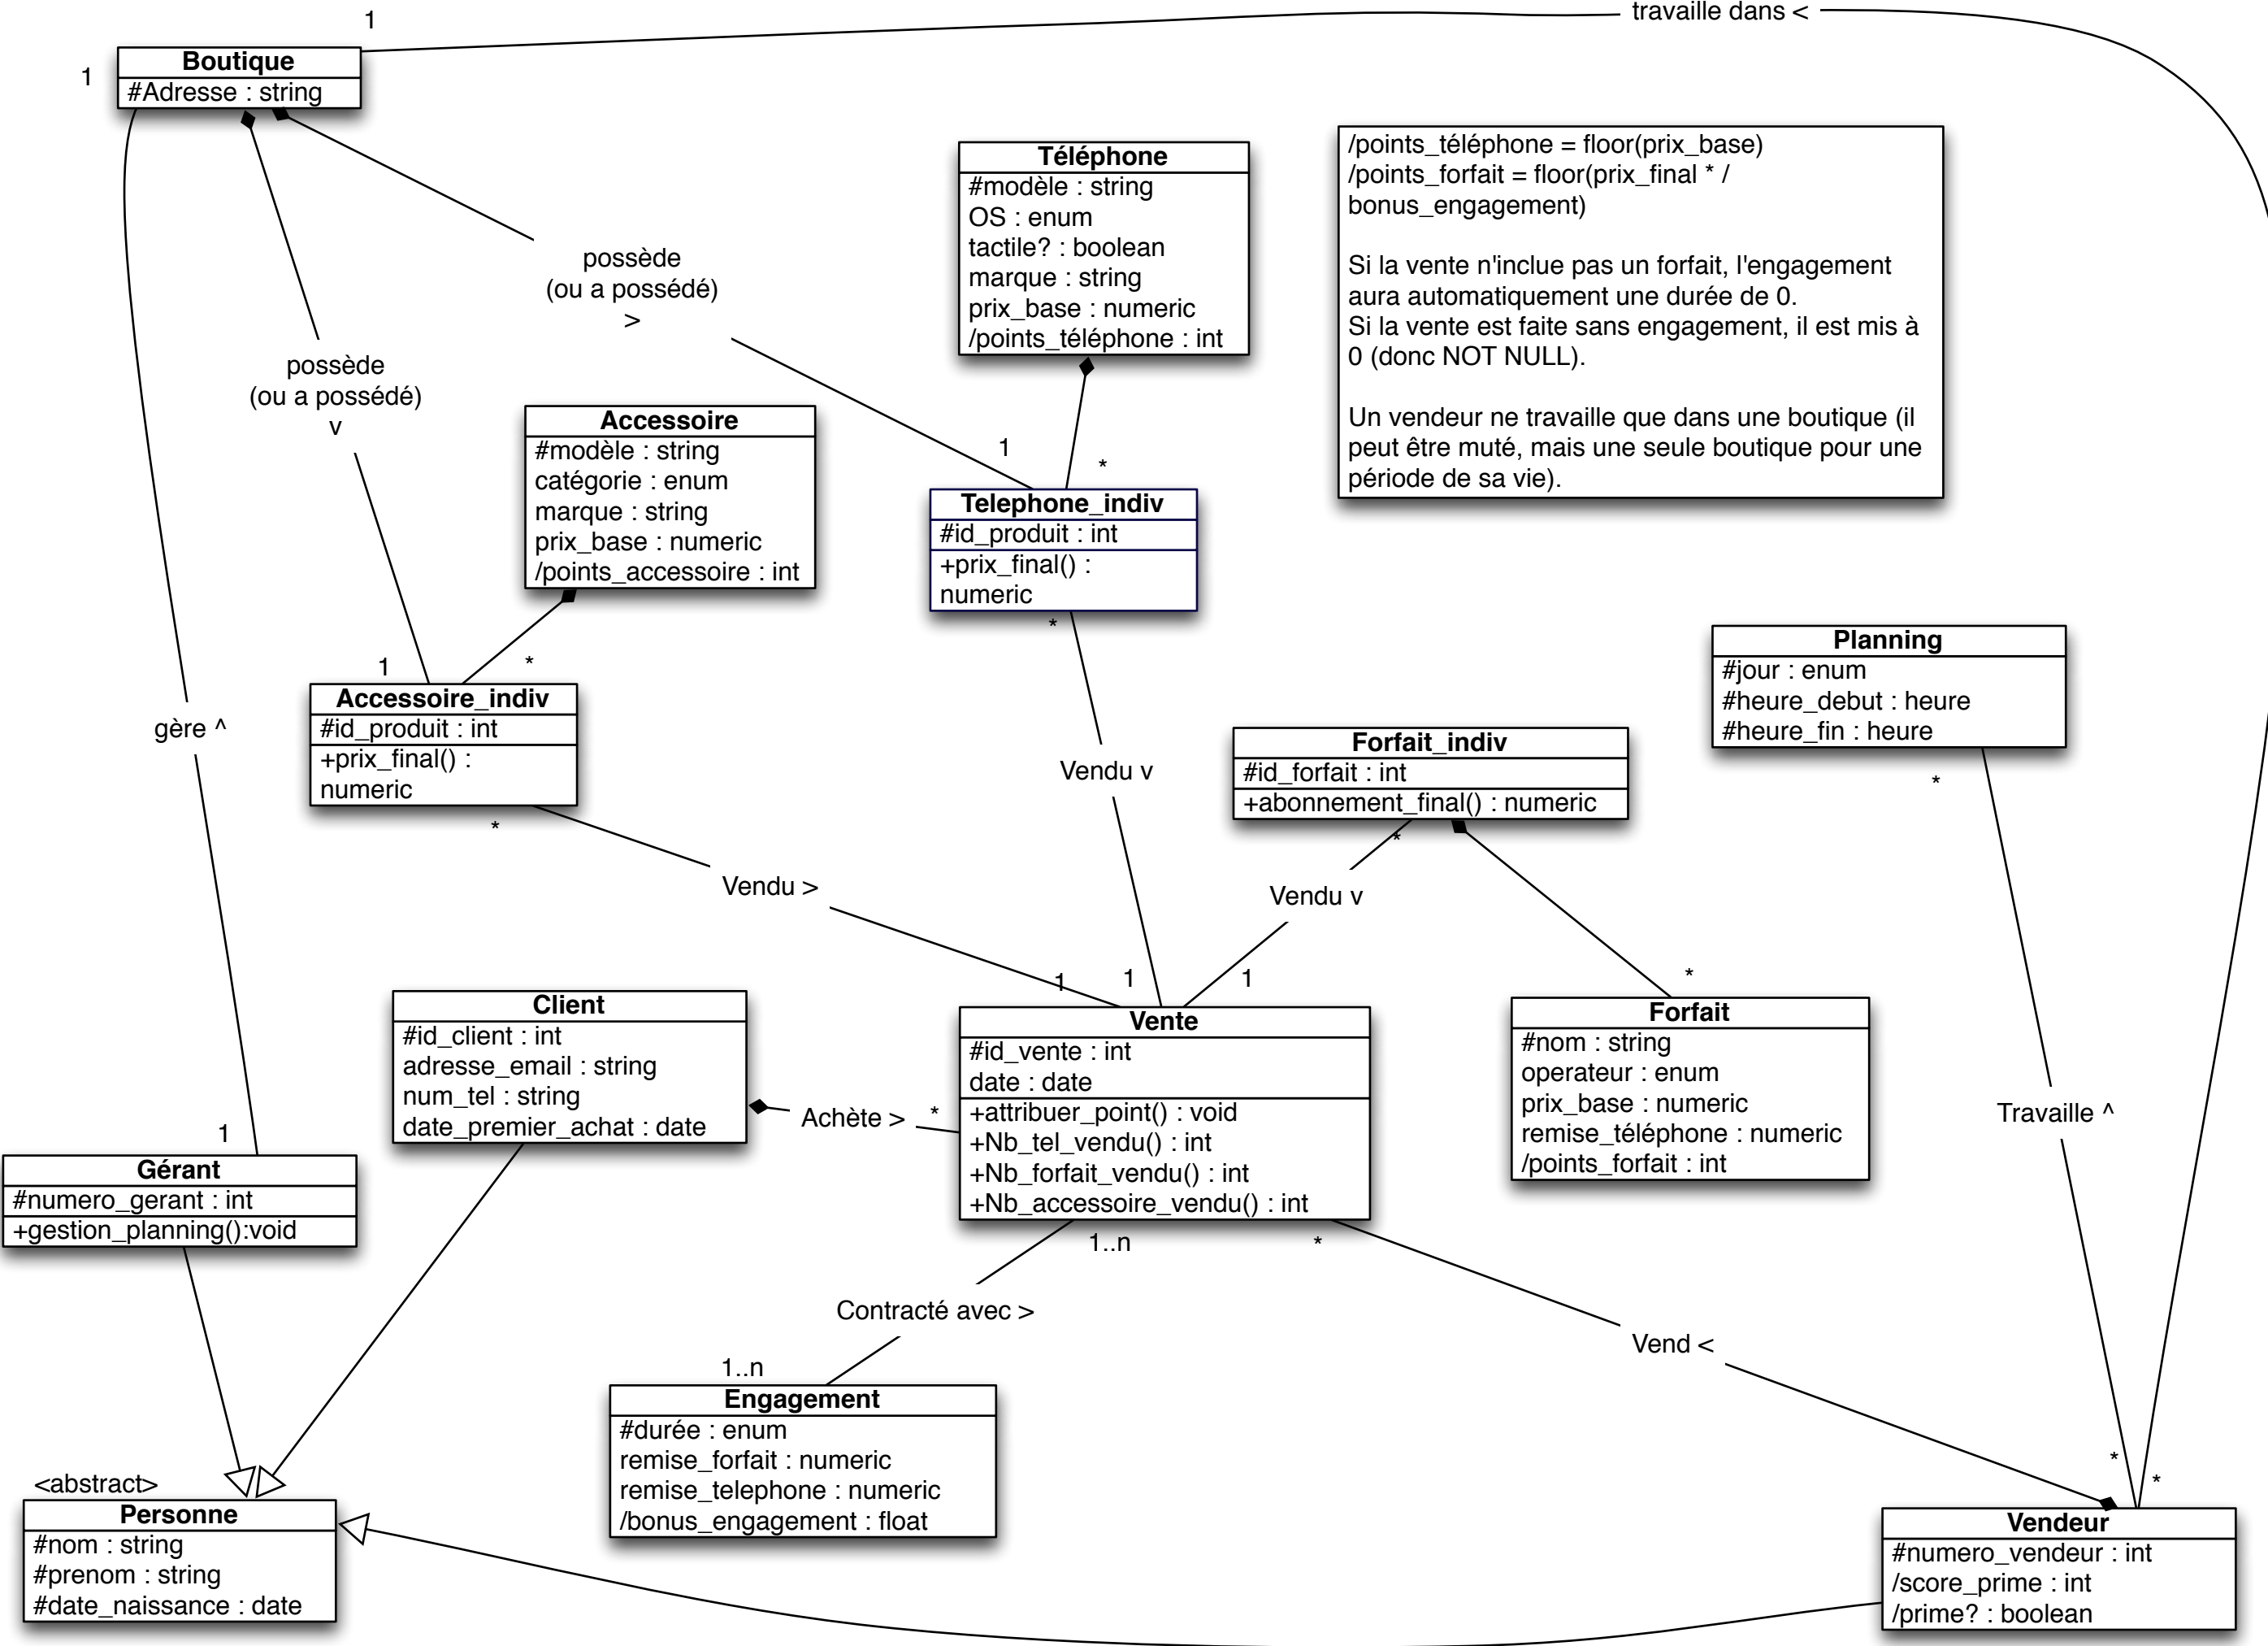 travaille dans <
1
1
Boutique
#Adresse : string
possède
(ou a possédé)
>
possède
(ou a possédé)
v
Téléphone
#modèle : string
OS : enum
tactile? : boolean
marque : string
prix_base : numeric
/points_téléphone : int
/points_téléphone = floor(prix_base)
/points_forfait = floor(prix_final * /
bonus_engagement)
Si la vente n'inclue pas un forfait, l'engagement
aura automatiquement une durée de 0.
Si la vente est faite sans engagement, il est mis à
0 (donc NOT NULL).
Un vendeur ne travaille que dans une boutique (il
peut être muté, mais une seule boutique pour une
période de sa vie).
Accessoire
#modèle : string
catégorie : enum
marque : string
prix_base : numeric
/points_accessoire : int
1
*
Telephone_indiv
#id_produit : int
+prix_final() :
numeric
*
1
*
Accessoire_indiv
#id_produit : int
+prix_final() :
numeric
*
gère ^
Planning
#jour : enum
#heure_debut : heure
#heure_fin : heure
*
Forfait_indiv
#id_forfait : int
+abonnement_final() : numeric
*
Vendu v
Vendu >
Vendu v
1
1
1
*
Client
#id_client : int
adresse_email : string
num_tel : string
date_premier_achat : date
Achète >
*
Vente
#id_vente : int
date : date
+attribuer_point() : void
+Nb_tel_vendu() : int
+Nb_forfait_vendu() : int
+Nb_accessoire_vendu() : int
Forfait
#nom : string
operateur : enum
prix_base : numeric
remise_téléphone : numeric
/points_forfait : int
Travaille ^
1
Gérant
#numero_gerant : int
+gestion_planning():void
1..n
*
Contracté avec >
Vend <
1..n
Engagement
#durée : enum
remise_forfait : numeric
remise_telephone : numeric
/bonus_engagement : float
<abstract>
Personne
#nom : string
#prenom : string
#date_naissance : date
*
*
Vendeur
#numero_vendeur : int
/score_prime : int
/prime? : boolean